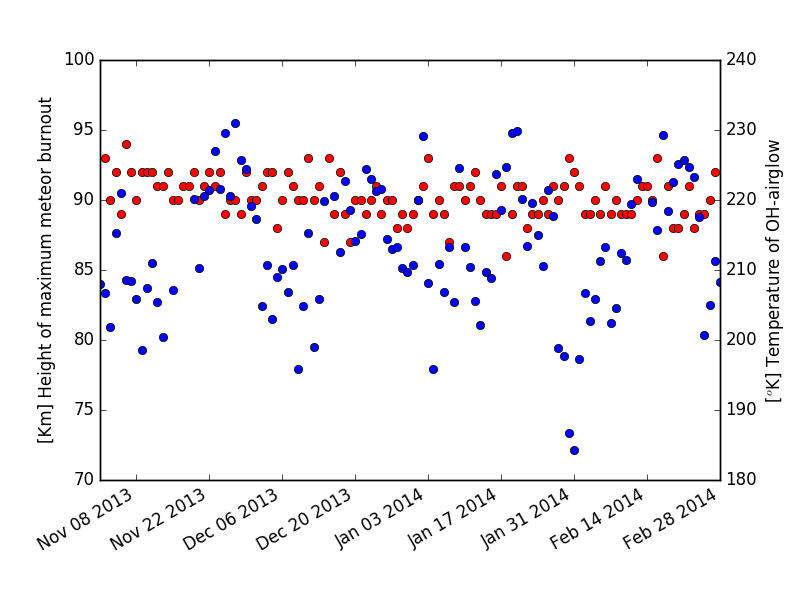 100
95
90
85
80
75
70
[Km] Height of maximum meteor burnout
240
230
220
210
200
190
180
[°K] Temperature of OH-airglow
Nov 08 2013
Nov 22 2013
Dec 06 2013
Dec 20 2013
Jan 03 2014
Jan 17 2014
Jan 31 2014
Feb 14 2014
Feb 28 2014